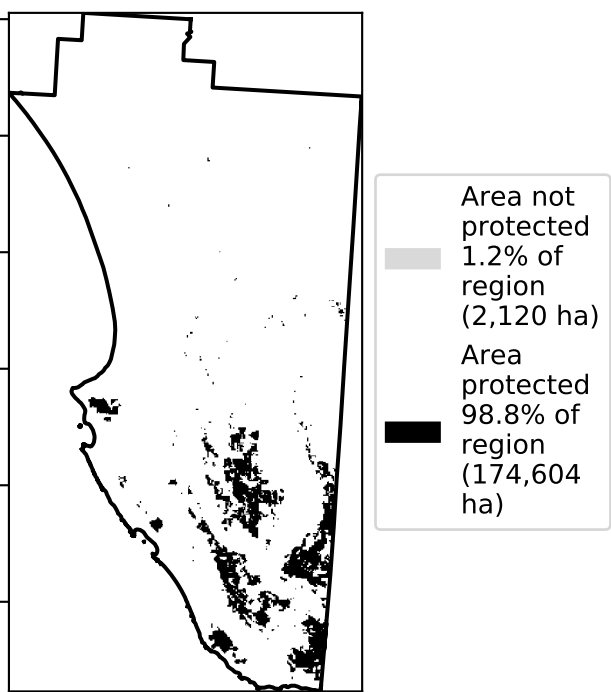 Area not
protected
1.2% of
region
(2,120 ha)
Area
protected
98.8% of
region
(174,604
ha)